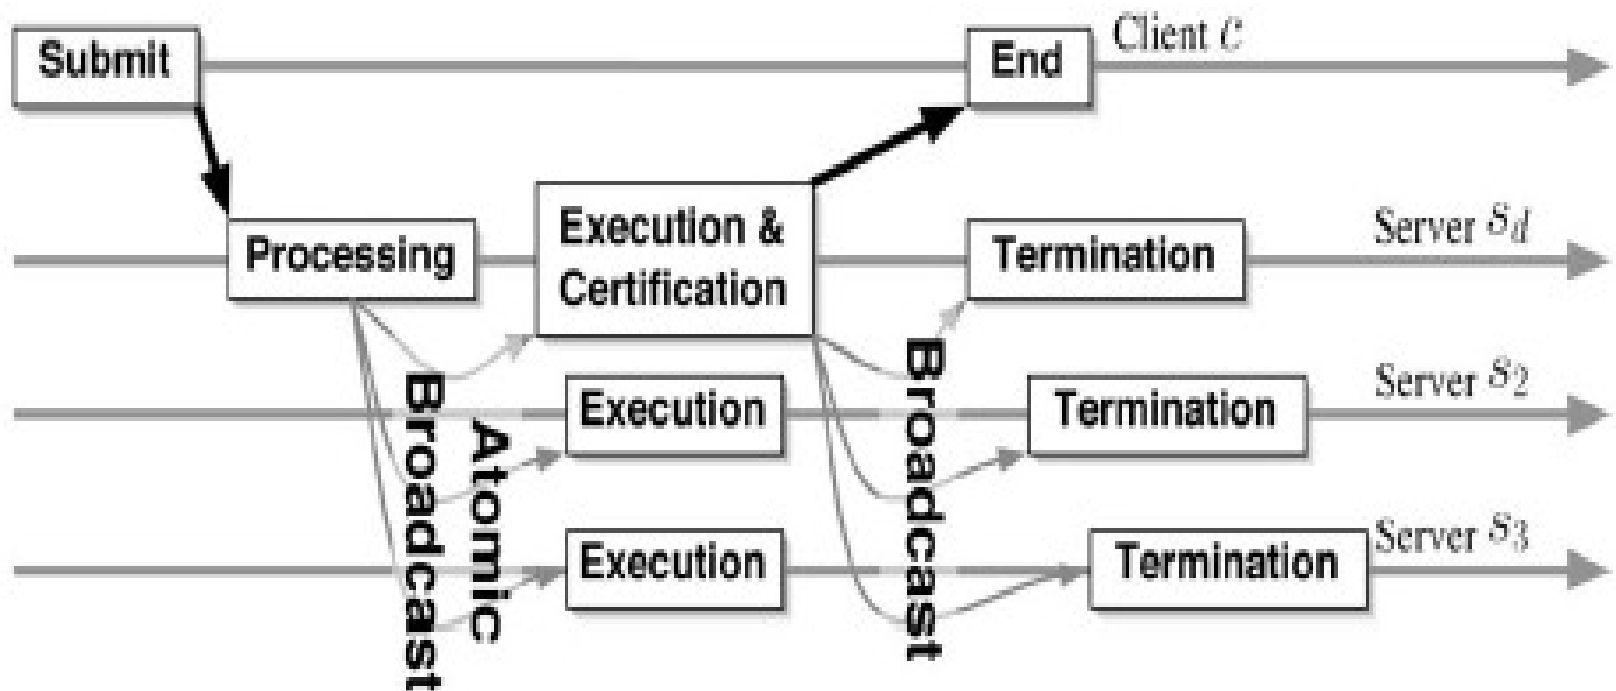 Submit
End
Client c
Processing
Execution &
Certification
Termination
Server s_d
Atomic
Broadcast
Broadcast
Execution
Termination
Server s_2
Execution
Termination
Server s_3